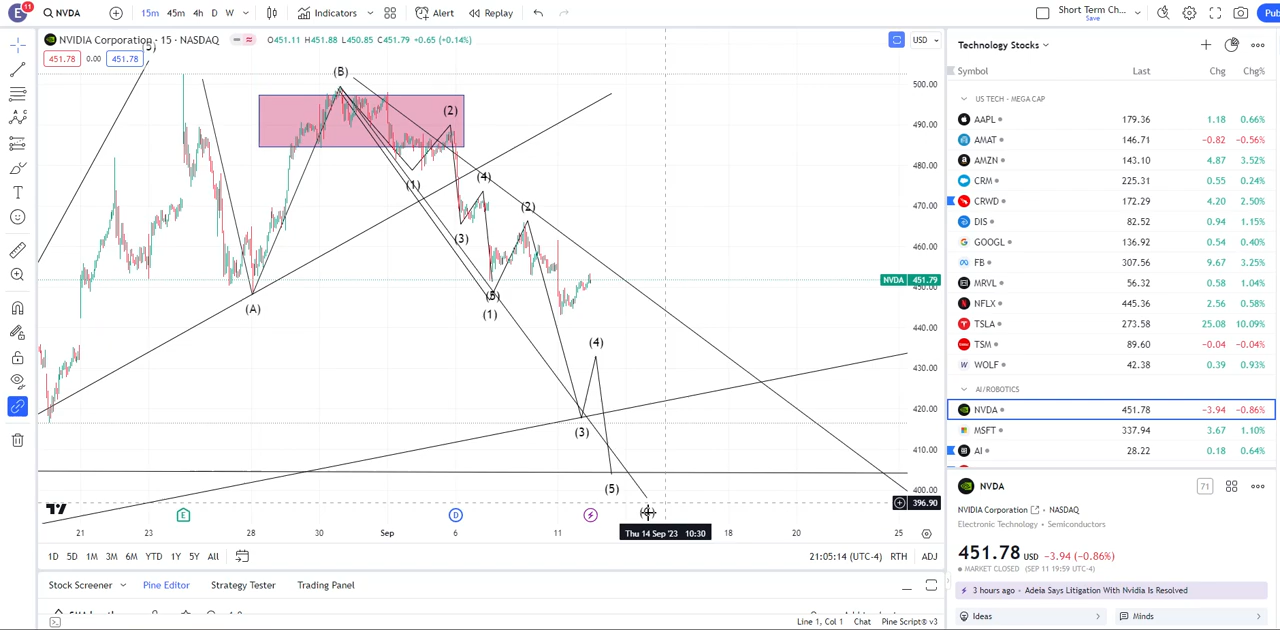 E 11 NVDA 15m 45m 4h D W Indicators Alert Replay Short Term Ch... Save Pub
NVIDIA Corporation · 15 · NASDAQ O451.11 H451.88 L450.85 C451.79 +0.65 (+0.14%) USD
451.78 0.00 451.78
(5)
(B)
(2)
(1)
(4)
(3)
(2)
(A)
(5)
(1)
(4)
(3)
(5)
500.00
490.00
480.00
470.00
460.00
NVDA 451.79
450.00
440.00
430.00
420.00
410.00
400.00
396.90
E D
21 23 28 30 Sep 6 11 Thu 14 Sep '23 10:30 18 20 25
1D 5D 1M 3M 6M YTD 1Y 5Y All 21:05:14 (UTC-4) RTH ADJ
Stock Screener Pine Editor Strategy Tester Trading Panel
Line 1, Col 1 Chat Pine Script® v3
Technology Stocks
Symbol Last Chg Chg%
US TECH - MEGA CAP
AAPL 179.36 1.18 0.66%
AMAT 146.71 −0.82 −0.56%
AMZN 143.10 4.87 3.52%
CRM 225.31 0.55 0.24%
CRWD 172.29 4.20 2.50%
DIS 82.52 0.94 1.15%
GOOGL 136.92 0.54 0.40%
FB 307.56 9.67 3.25%
MRVL 56.32 0.58 1.04%
NFLX 445.36 2.56 0.58%
TSLA 273.58 25.08 10.09%
TSM 89.60 −0.04 −0.04%
WOLF 42.38 0.39 0.93%
AI/ROBOTICS
NVDA 451.78 −3.94 −0.86%
MSFT 337.94 3.67 1.10%
AI 28.22 0.18 0.64%
NVDA 71
NVIDIA Corporation NASDAQ
Electronic Technology • Semiconductors
451.78 USD −3.94 (−0.86%)
MARKET CLOSED (SEP 11 19:59 UTC-4)
3 hours ago · Adeia Says Litigation With Nvidia Is Resolved
Ideas Minds